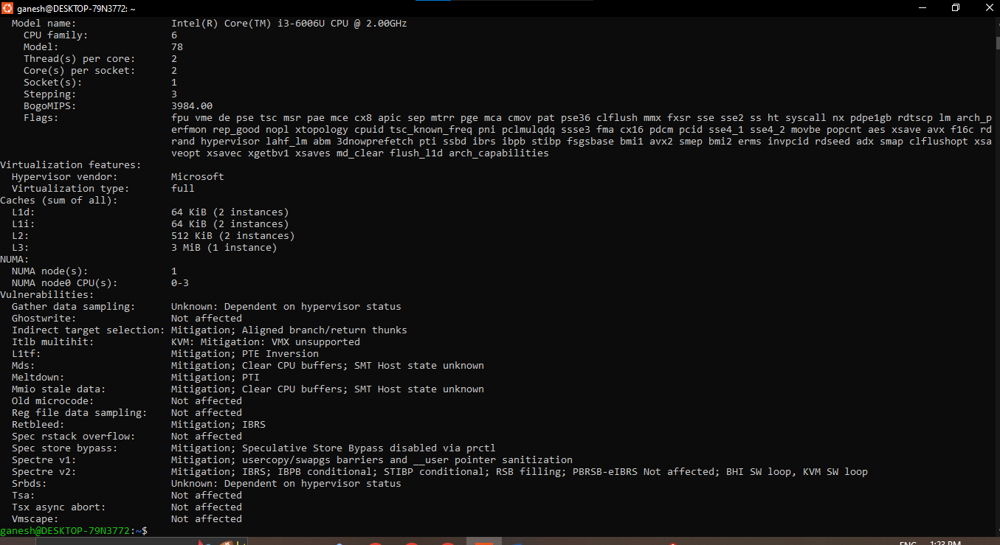 ganesh@DESKTOP-79N3772: ~
Model name: Intel(R) Core(TM) i3-6006U CPU @ 2.00GHz
CPU family: 6
Model: 78
Thread(s) per core: 2
Core(s) per socket: 2
Socket(s): 1
Stepping: 3
BogoMIPS: 3984.00
Flags: fpu vme de pse tsc msr pae mce cx8 apic sep mtrr pge mca cmov pat pse36 clflush mmx fxsr sse sse2 ss ht syscall nx pdpe1gb rdtscp lm arch_p
erfmon rep_good nopl xtopology cpuid tsc_known_freq pni pclmulqdq ssse3 fma cx16 pdcm pcid sse4_1 sse4_2 movbe popcnt aes xsave avx f16c rd
rand hypervisor lahf_lm abm 3dnowprefetch pti ssbd ibrs ibpb stibp fsgsbase bmi1 avx2 smep bmi2 erms invpcid rdseed adx smap clflushopt xsa
veopt xsavec xgetbv1 xsaves md_clear flush_l1d arch_capabilities
Virtualization features:
Hypervisor vendor: Microsoft
Virtualization type: full
Caches (sum of all):
L1d: 64 KiB (2 instances)
L1i: 64 KiB (2 instances)
L2: 512 KiB (2 instances)
L3: 3 MiB (1 instance)
NUMA:
NUMA node(s): 1
NUMA node0 CPU(s): 0-3
Vulnerabilities:
Gather data sampling: Unknown: Dependent on hypervisor status
Ghostwrite: Not affected
Indirect target selection: Mitigation; Aligned branch/return thunks
Itlb multihit: KVM: Mitigation: VMX unsupported
L1tf: Mitigation; PTE Inversion
Mds: Mitigation; Clear CPU buffers; SMT Host state unknown
Meltdown: Mitigation; PTI
Mmio stale data: Mitigation; Clear CPU buffers; SMT Host state unknown
Old microcode: Not affected
Reg file data sampling: Not affected
Retbleed: Mitigation; IBRS
Spec rstack overflow: Not affected
Spec store bypass: Mitigation; Speculative Store Bypass disabled via prctl
Spectre v1: Mitigation; usercopy/swapgs barriers and __user pointer sanitization
Spectre v2: Mitigation; IBRS; IBPB conditional; STIBP conditional; RSB filling; PBRSB-eIBRS Not affected; BHI SW loop, KVM SW loop
Srbds: Unknown: Dependent on hypervisor status
Tsa: Not affected
Tsx async abort: Not affected
Vmscape: Not affected
ganesh@DESKTOP-79N3772:~$
ENG 1:23 PM